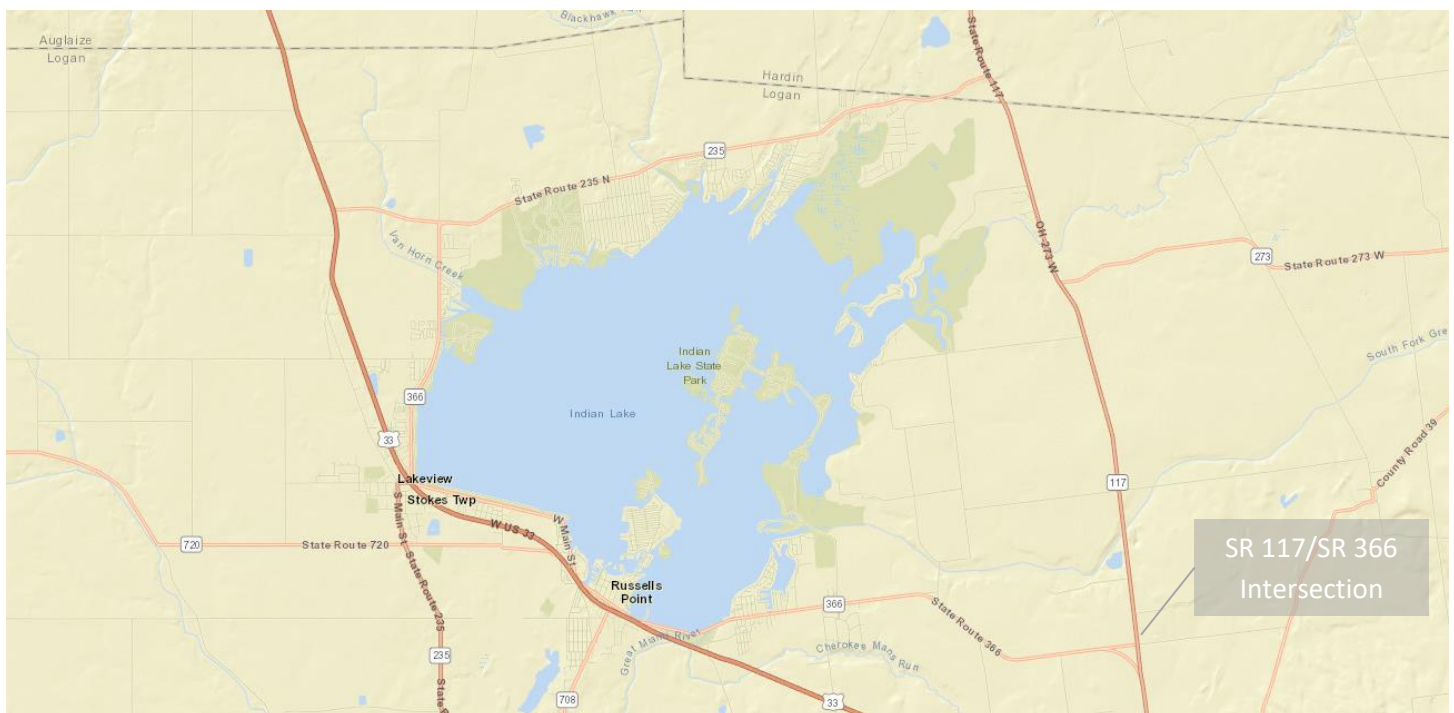 Blackhawk Run
Auglaize
Logan
State Route 117
Hardin
Logan
235
State Route 235 N
Van Horn Creek
OH 273 W
273
State Route 273 W
South Fork Gre
Indian
Lake State
Park
366
Indian Lake
County Road 39
33
Lakeview
Stokes Twp
117
W US 33
W Main St
720
State Route 720
S Main St
State Route 235
SR 117/SR 366
Intersection
Russells
Point
366
State Route 366
Great Miami River
Cherokee Mans Run
235
State R
708
33